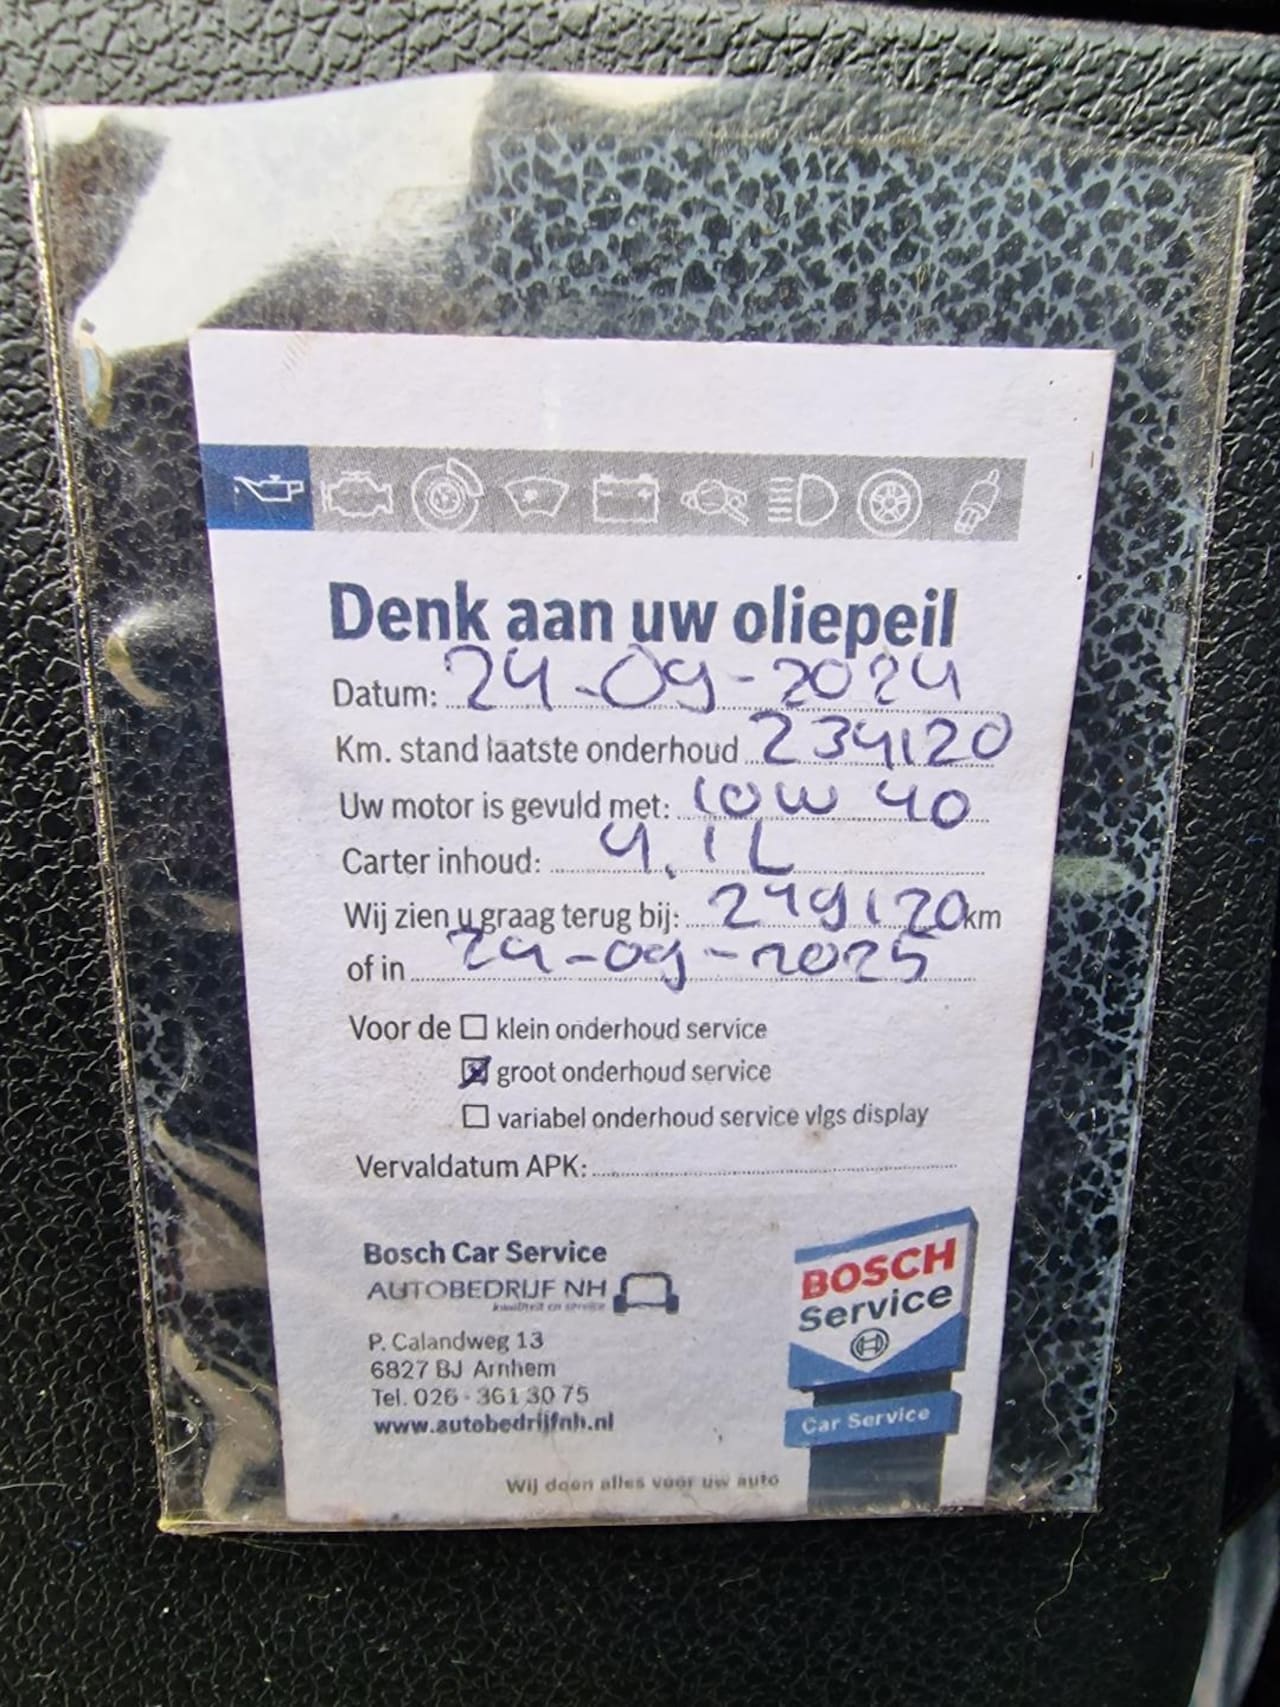 Denk aan uw oliepeil
Datum: 24-09-2024
Km. stand laatste onderhoud 234120
Uw motor is gevuld met: 10W 40
Carter inhoud: 4.1L
Wij zien u graag terug bij: 249120km
of in 24-09-2025
Voor de ☐ klein onderhoud service
☒ groot onderhoud service
☐ variabel onderhoud service vlgs display
Vervaldatum APK:
Bosch Car Service
AUTOBEDRIJF NH
kwaliteit en service
P. Calandweg 13
6827 BJ Arnhem
Tel. 026 - 361 30 75
www.autobedrijfnh.nl
BOSCH
Service
Car Service
Wij doen alles voor uw auto